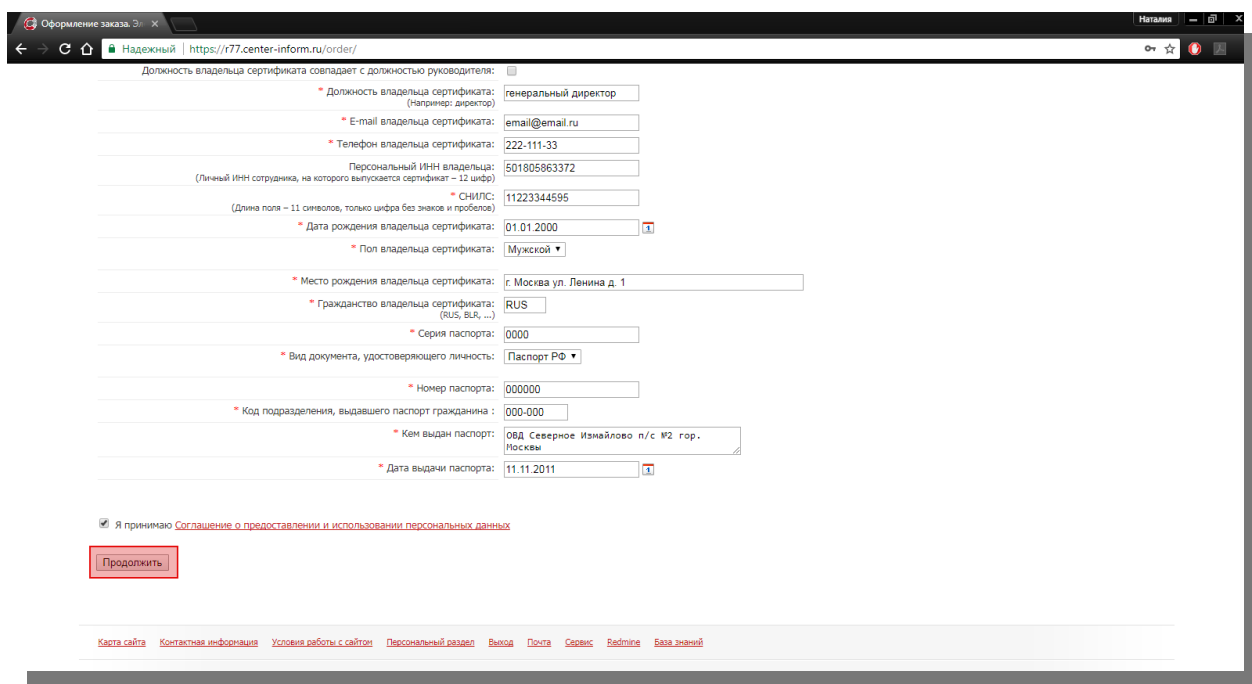 Оформление заказа. Эл
Наталия
Надежный | https://r77.center-inform.ru/order/
Должность владельца сертификата совпадает с должностью руководителя:
* Должность владельца сертификата: генеральный директор
(Например: директор)
* E-mail владельца сертификата: email@email.ru
* Телефон владельца сертификата: 222-111-33
Персональный ИНН владельца: 501805863372
(Личный ИНН сотрудника, на которого выпускается сертификат – 12 цифр)
* СНИЛС: 11223344595
(Длина поля – 11 символов, только цифра без знаков и пробелов)
* Дата рождения владельца сертификата: 01.01.2000
* Пол владельца сертификата: Мужской
* Место рождения владельца сертификата: г. Москва ул. Ленина д. 1
* Гражданство владельца сертификата: RUS
(RUS, BLR, ...)
* Серия паспорта: 0000
* Вид документа, удостоверяющего личность: Паспорт РФ
* Номер паспорта: 000000
* Код подразделения, выдавшего паспорт гражданина : 000-000
* Кем выдан паспорт: ОВД Северное Измайлово п/с №2 гор.
Москвы
* Дата выдачи паспорта: 11.11.2011
Я принимаю Соглашение о предоставлении и использовании персональных данных
Продолжить
Карта сайта Контактная информация Условия работы с сайтом Персональный раздел Выход Почта Сервис Redmine База знаний